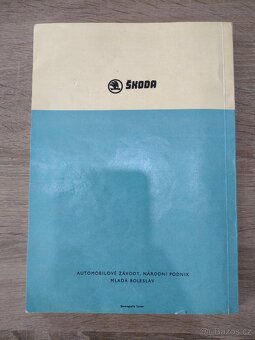 ŠKODA
AUTOMOBILOVÉ ZÁVODY, NÁRODNÍ PODNIK
MLADÁ BOLESLAV